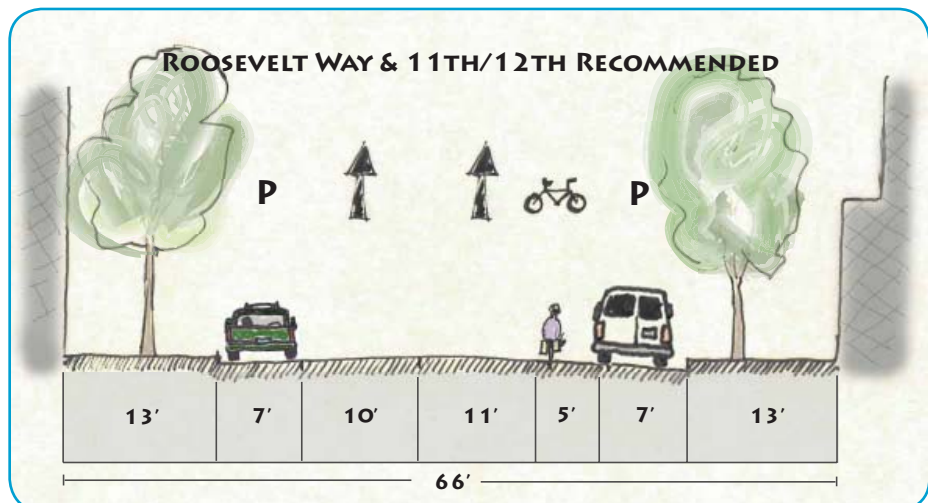 ROOSEVELT WAY & 11TH/12TH RECOMMENDED
P P
13′ 7′ 10′ 11′ 5′ 7′ 13′
66′